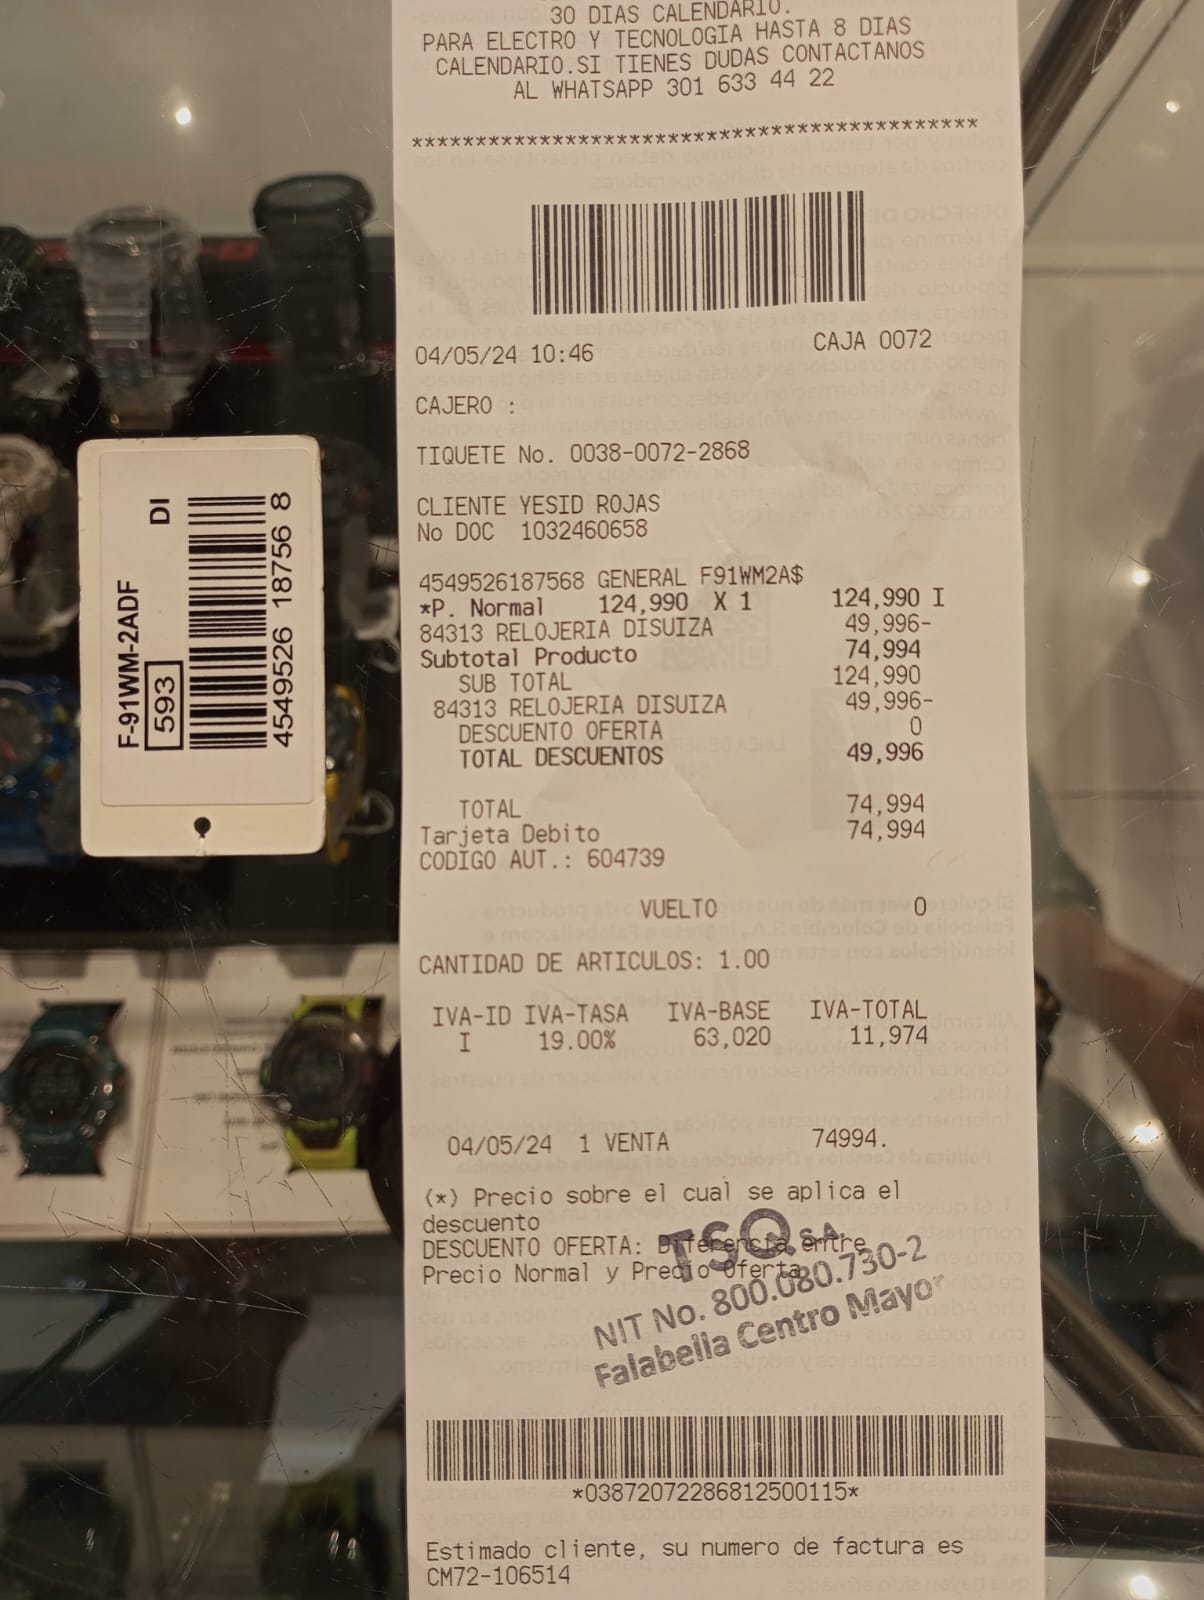 30 DIAS CALENDARIO.
PARA ELECTRO Y TECNOLOGIA HASTA 8 DIAS
CALENDARIO.SI TIENES DUDAS CONTACTANOS
AL WHATSAPP 301 633 44 22
********************************************
04/05/24 10:46 CAJA 0072
CAJERO :
TIQUETE No. 0038-0072-2868
CLIENTE YESID ROJAS
No DOC 1032460658
4549526187568 GENERAL F91WM2A$
*P. Normal 124,990 X 1 124,990 I
84313 RELOJERIA DISUIZA 49,996-
Subtotal Producto 74,994
SUB TOTAL 124,990
84313 RELOJERIA DISUIZA 49,996-
DESCUENTO OFERTA 0
TOTAL DESCUENTOS 49,996
TOTAL 74,994
Tarjeta Debito 74,994
CODIGO AUT.: 604739
VUELTO 0
CANTIDAD DE ARTICULOS: 1.00
IVA-ID IVA-TASA IVA-BASE IVA-TOTAL
I 19.00% 63,020 11,974
04/05/24 1 VENTA 74994.
(*) Precio sobre el cual se aplica el
descuento
DESCUENTO OFERTA: Diferencia entre
Precio Normal y Precio Oferta
TSQ S.A.
NIT No. 800.080.730-2
Falabella Centro Mayor
*03872072286812500115*
Estimado cliente, su numero de factura es
CM72-106514
F-91WM-2ADF
593
DI
4549526 18756 8